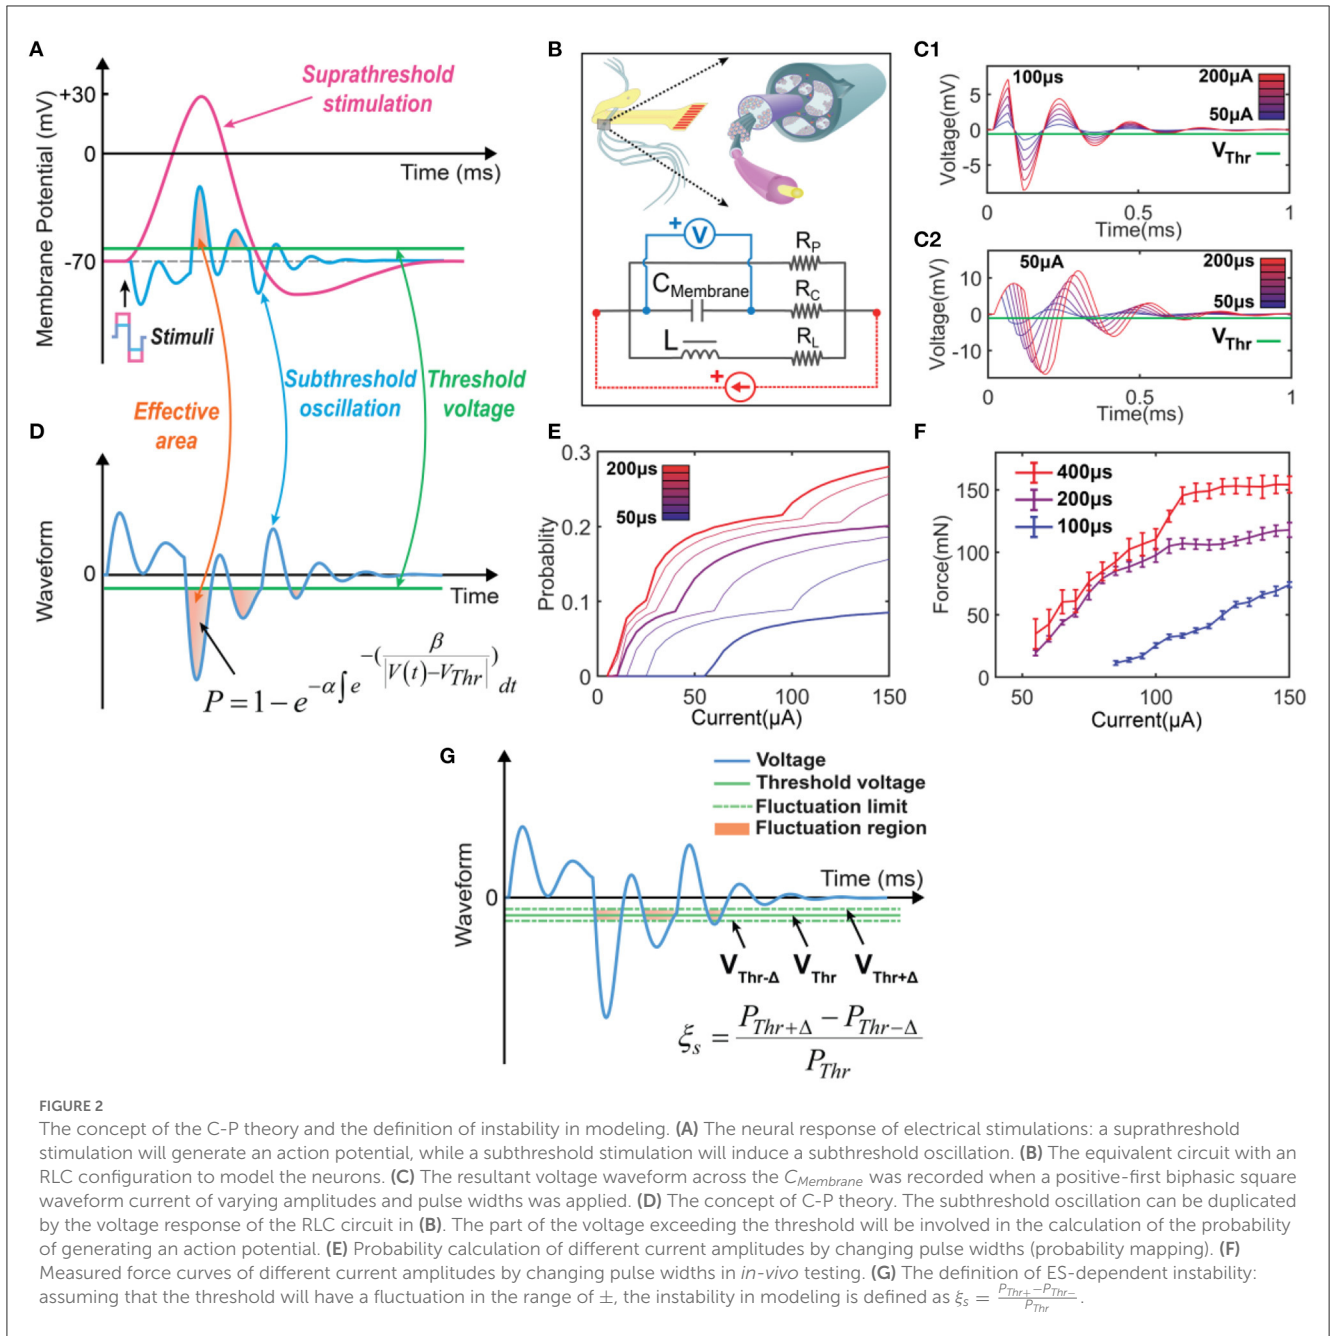 A
+30
0
-70
Membrane Potential (mV)
Suprathreshold
stimulation
Time (ms)
Stimuli
Effective
area
Subthreshold
oscillation
Threshold
voltage
B
V
+
R_P
C_Membrane
R_C
L
R_L
+
C1
100µs
200µA
50µA
V_Thr
Voltage(mV)
5
0
-5
0
0.5
1
Time(ms)
C2
50µA
200µs
50µs
V_Thr
Voltage(mV)
10
0
-10
0
0.5
1
Time(ms)
D
Waveform
0
Time
P = 1 - e^{-α∫e^{-(β/|V(t)-V_Thr|)}dt}
E
0.3
0.2
0.1
0
Probablity
200µs
50µs
0
50
100
150
Current(µA)
F
150
100
50
0
Force(mN)
400µs
200µs
100µs
50
100
150
Current(µA)
G
Voltage
Threshold voltage
Fluctuation limit
Fluctuation region
Waveform
0
Time (ms)
V_Thr-Δ
V_Thr
V_Thr+Δ
ξ_s = (P_Thr+Δ − P_Thr−Δ) / P_Thr
FIGURE 2
The concept of the C-P theory and the definition of instability in modeling. (A) The neural response of electrical stimulations: a suprathreshold
stimulation will generate an action potential, while a subthreshold stimulation will induce a subthreshold oscillation. (B) The equivalent circuit with an
RLC configuration to model the neurons. (C) The resultant voltage waveform across the C_Membrane was recorded when a positive-first biphasic square
waveform current of varying amplitudes and pulse widths was applied. (D) The concept of C-P theory. The subthreshold oscillation can be duplicated
by the voltage response of the RLC circuit in (B). The part of the voltage exceeding the threshold will be involved in the calculation of the probability
of generating an action potential. (E) Probability calculation of different current amplitudes by changing pulse widths (probability mapping). (F)
Measured force curves of different current amplitudes by changing pulse widths in in-vivo testing. (G) The definition of ES-dependent instability:
assuming that the threshold will have a fluctuation in the range of ±, the instability in modeling is defined as ξ_s = (P_Thr+ − P_Thr−) / P_Thr.